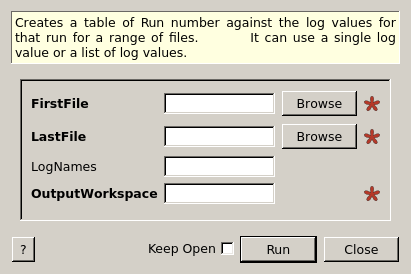 Creates a table of Run number against the log values for
that run for a range of files. It can use a single log
value or a list of log values.
FirstFile Browse *
LastFile Browse *
LogNames
OutputWorkspace *
? Keep Open Run Close